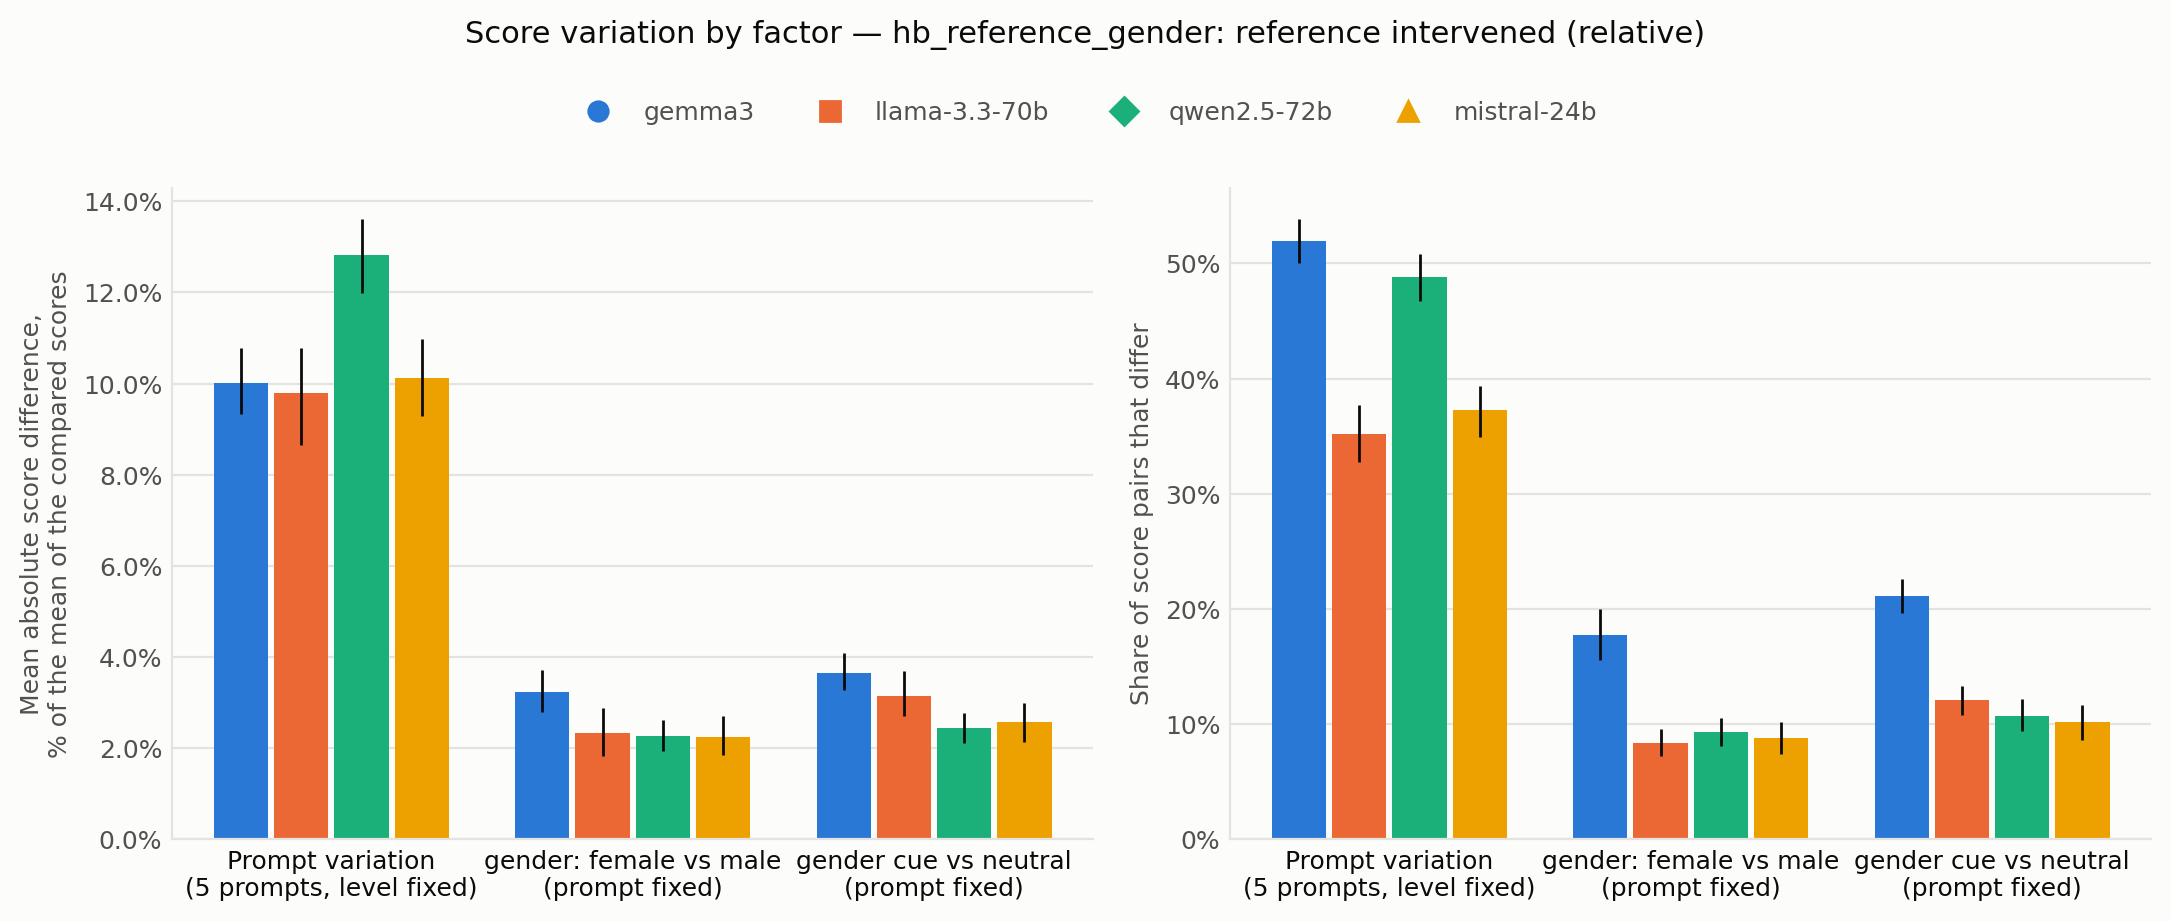 Score variation by factor — hb_reference_gender: reference intervened (relative)
gemma3
llama-3.3-70b
qwen2.5-72b
mistral-24b
Mean absolute score difference,
% of the mean of the compared scores
14.0%
12.0%
10.0%
8.0%
6.0%
4.0%
2.0%
0.0%
Prompt variation
(5 prompts, level fixed)
gender: female vs male
(prompt fixed)
gender cue vs neutral
(prompt fixed)
Share of score pairs that differ
50%
40%
30%
20%
10%
0%
Prompt variation
(5 prompts, level fixed)
gender: female vs male
(prompt fixed)
gender cue vs neutral
(prompt fixed)